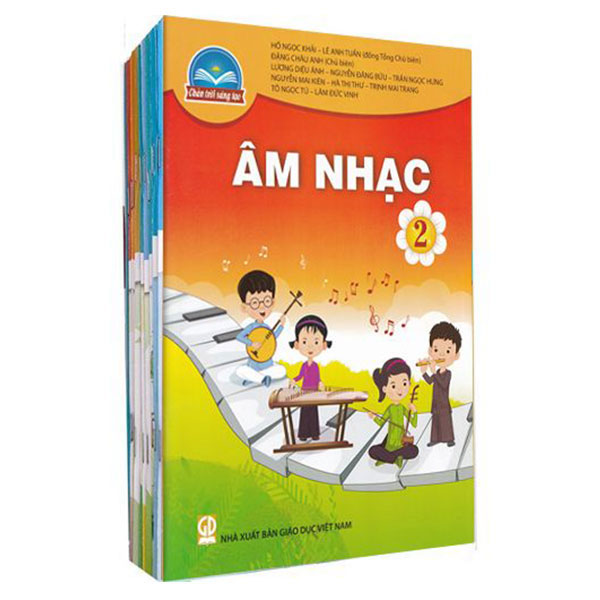 HỒ NGỌC KHẢI – LÊ ANH TUẤN (đồng Tổng Chủ biên)
ĐẶNG CHÂU ANH (Chủ biên)
LƯƠNG DIỆU ÁNH – NGUYỄN ĐĂNG BỬU – TRẦN NGỌC HƯNG
NGUYỄN MAI KIÊN – HÀ THỊ THƯ – TRỊNH MAI TRANG
TÔ NGỌC TÚ – LÂM ĐỨC VINH
Chân trời sáng tạo
ÂM NHẠC
2
GD
NHÀ XUẤT BẢN GIÁO DỤC VIỆT NAM